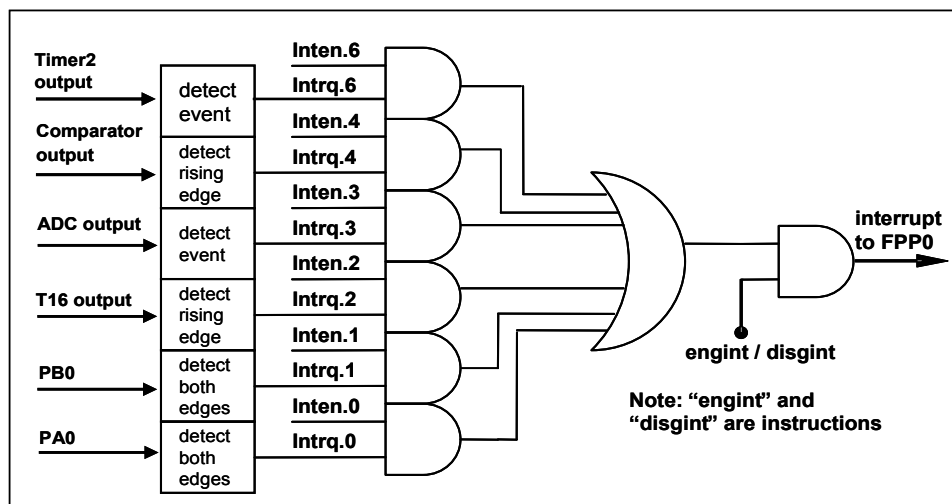 Timer2
output
detect
event
Inten.6
Intrq.6
Comparator
output
detect
rising
edge
Inten.4
Intrq.4
ADC output
detect
event
Inten.3
Intrq.3
T16 output
detect
rising
edge
Inten.2
Intrq.2
PB0
detect
both
edges
Inten.1
Intrq.1
PA0
detect
both
edges
Inten.0
Intrq.0
interrupt
to FPP0
engint / disgint
Note: “engint” and
“disgint” are instructions